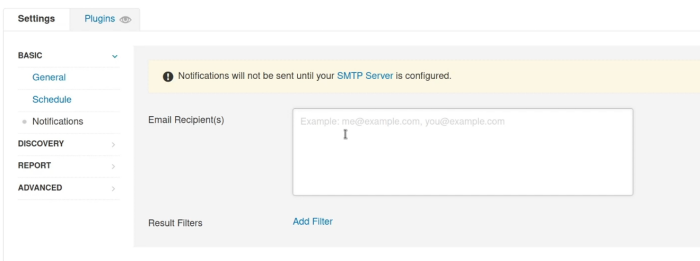 Settings Plugins
BASIC
General
Schedule
Notifications
DISCOVERY
REPORT
ADVANCED
Notifications will not be sent until your SMTP Server is configured.
Email Recipient(s)
Example: me@example.com, you@example.com
Result Filters
Add Filter